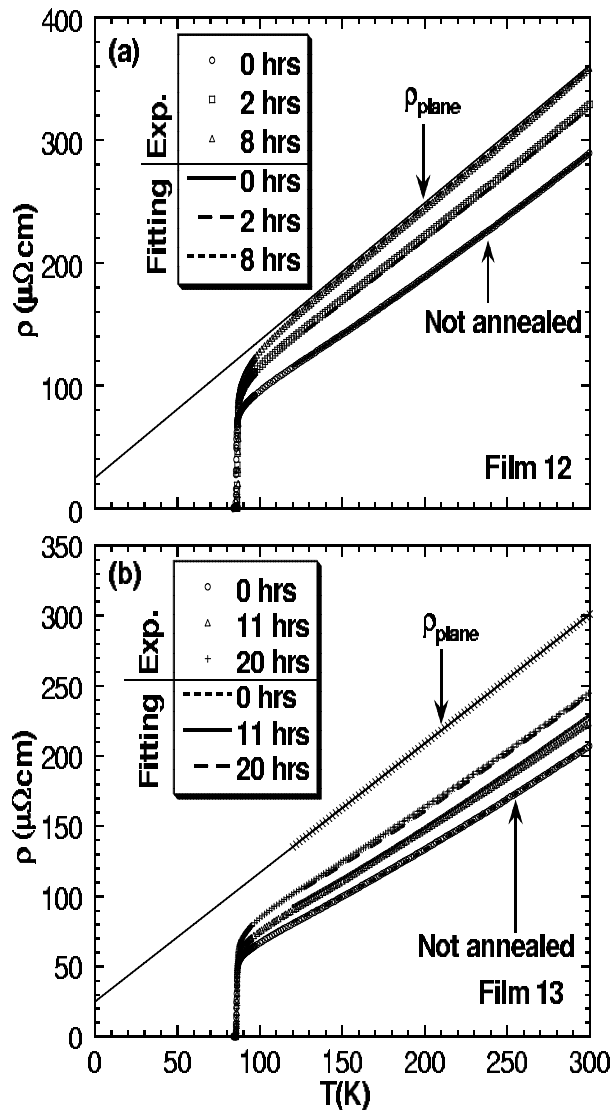 400
(a)
300
200
100
0
ρ (μΩcm)
Exp.
0 hrs
2 hrs
8 hrs
Fitting
0 hrs
2 hrs
8 hrs
ρplane
Not annealed
Film 12
350
(b)
300
250
200
150
100
50
0
ρ (μΩcm)
Exp.
0 hrs
11 hrs
20 hrs
Fitting
0 hrs
11 hrs
20 hrs
ρplane
Not annealed
Film 13
0 50 100 150 200 250 300
T(K)